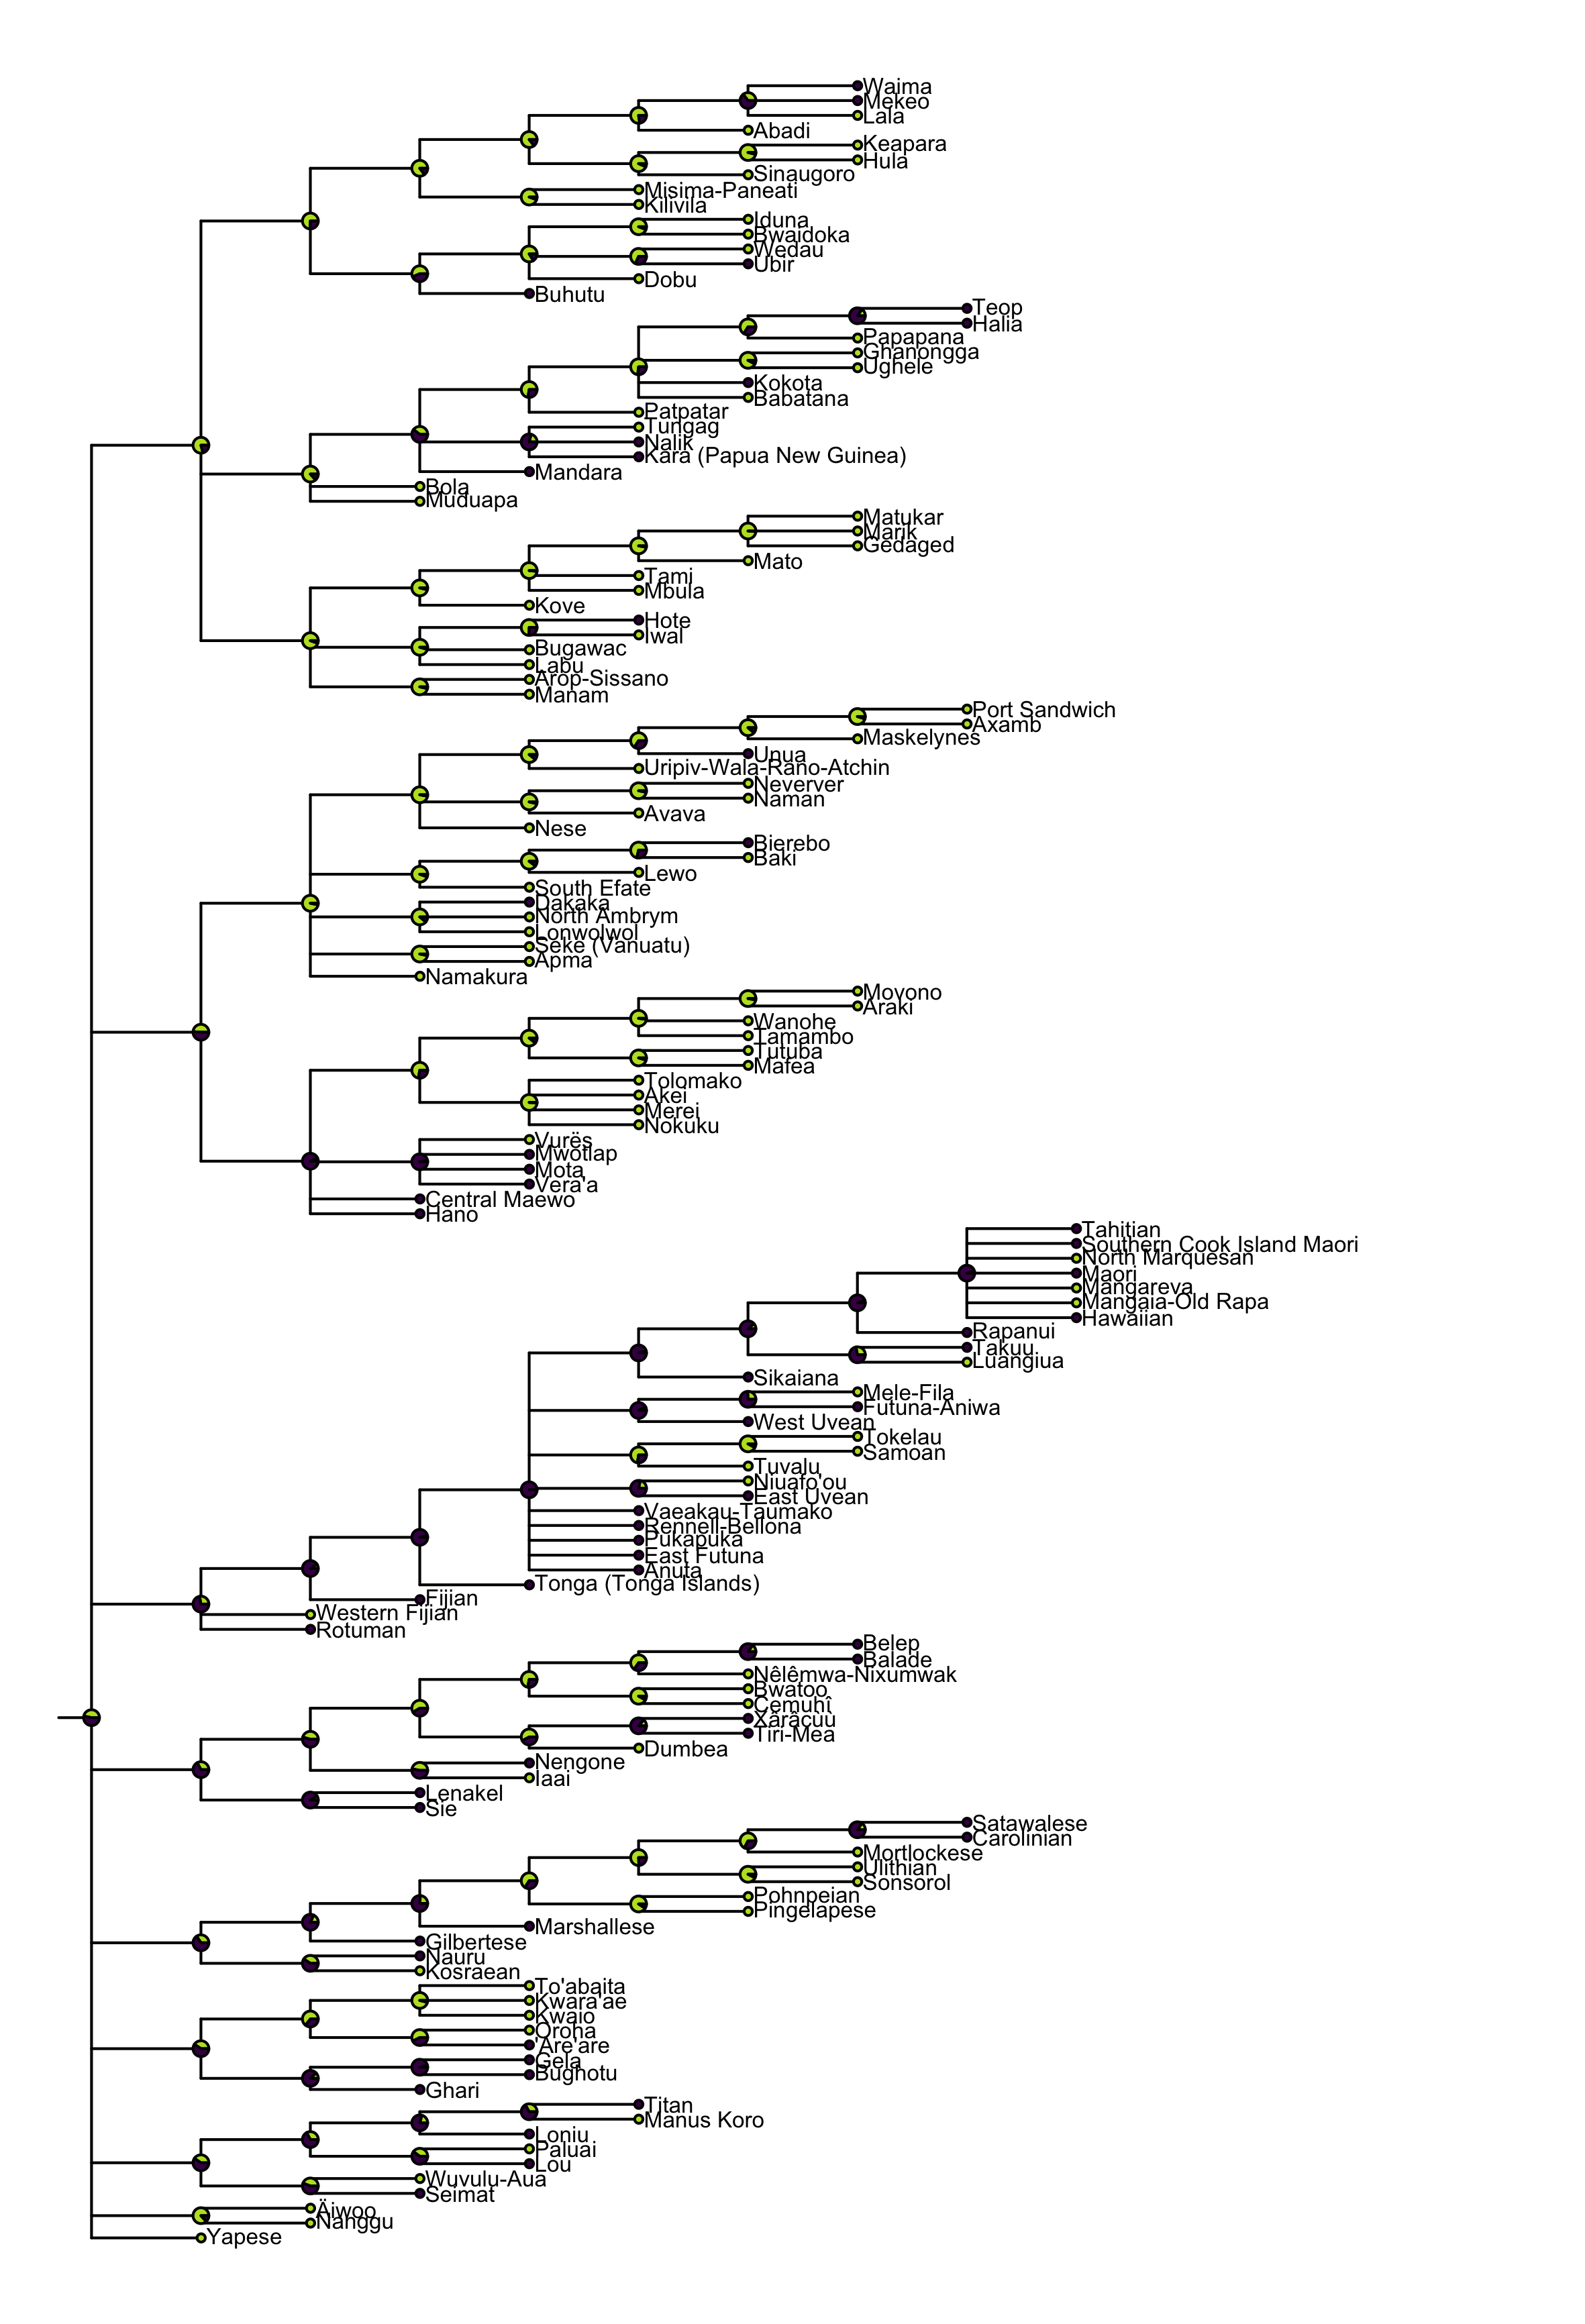 Waima
Mekeo
Lala
Abadi
Keapara
Hula
Sinaugoro
Misima-Paneati
Kilivila
Iduna
Bwaidoka
Wedau
Ubir
Dobu
Buhutu
Teop
Halia
Papapana
Ghanongga
Ughele
Kokota
Babatana
Patpatar
Tungag
Nalik
Kara (Papua New Guinea)
Mandara
Bola
Muduapa
Matukar
Marik
Gedaged
Mato
Tami
Mbula
Kove
Hote
Iwal
Bugawac
Labu
Arop-Sissano
Manam
Port Sandwich
Axamb
Maskelynes
Unua
Uripiv-Wala-Rano-Atchin
Neverver
Naman
Avava
Nese
Bierebo
Baki
Lewo
South Efate
Dakaka
North Ambrym
Lonwolwol
Seke (Vanuatu)
Apma
Namakura
Movono
Araki
Wanohe
Tamambo
Tutuba
Mafea
Tolomako
Akei
Merei
Nokuku
Vurës
Mwotlap
Mota
Vera'a
Central Maewo
Hano
Tahitian
Southern Cook Island Maori
North Marquesan
Maori
Mangareva
Mangaia-Old Rapa
Hawaiian
Rapanui
Takuu
Luangiua
Sikaiana
Mele-Fila
Futuna-Aniwa
West Uvean
Tokelau
Samoan
Tuvalu
Niuafo'ou
East Uvean
Vaeakau-Taumako
Rennell-Bellona
Pukapuka
East Futuna
Anuta
Tonga (Tonga Islands)
Fijian
Western Fijian
Rotuman
Belep
Balade
Nêlêmwa-Nixumwak
Bwatoo
Cemuhî
Xârâcùù
Tiri-Mea
Dumbea
Nengone
Iaai
Lenakel
Sie
Satawalese
Carolinian
Mortlockese
Ulithian
Sonsorol
Pohnpeian
Pingelapese
Marshallese
Gilbertese
Nauru
Kosraean
To'abaita
Kwara'ae
Kwaio
Oroha
'Are'are
Gela
Bughotu
Ghari
Titan
Manus Koro
Loniu
Paluai
Lou
Wuvulu-Aua
Seimat
Äiwoo
Nanggu
Yapese